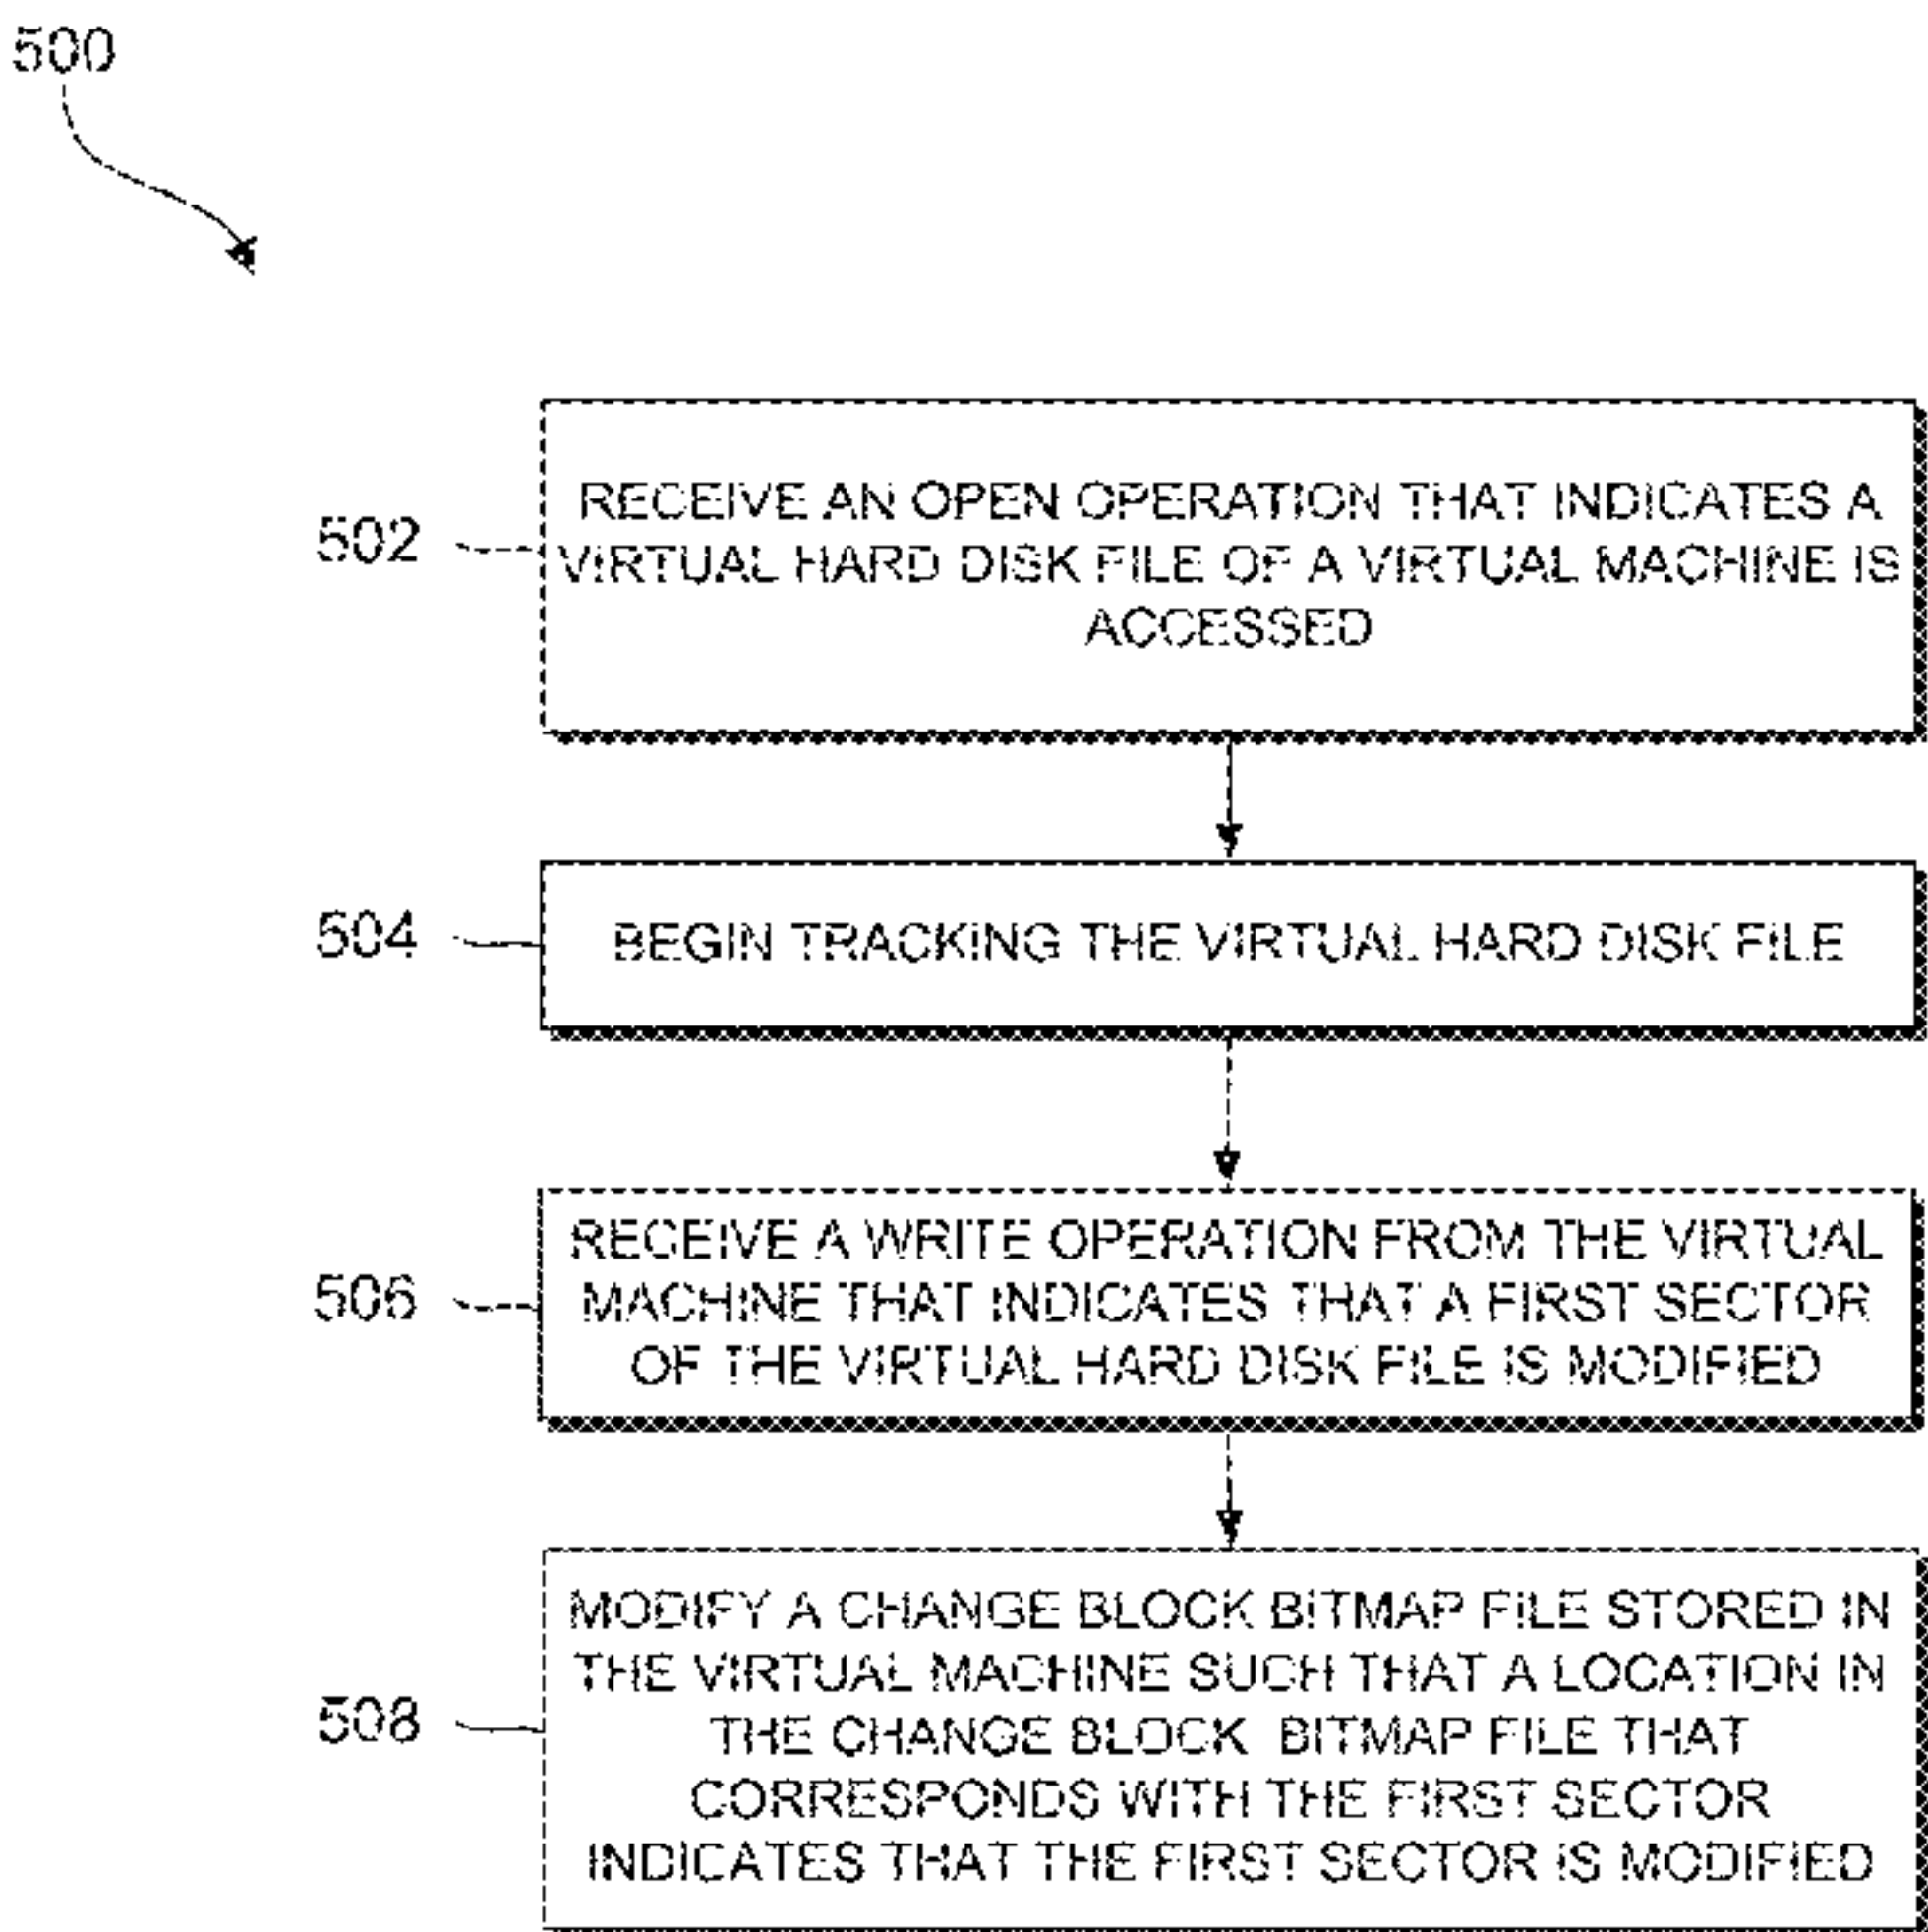 500
502
RECEIVE AN OPEN OPERATION THAT INDICATES A
VIRTUAL HARD DISK FILE OF A VIRTUAL MACHINE IS
ACCESSED
504
BEGIN TRACKING THE VIRTUAL HARD DISK FILE
506
RECEIVE A WRITE OPERATION FROM THE VIRTUAL
MACHINE THAT INDICATES THAT A FIRST SECTOR
OF THE VIRTUAL HARD DISK FILE IS MODIFIED
508
MODIFY A CHANGE BLOCK BITMAP FILE STORED IN
THE VIRTUAL MACHINE SUCH THAT A LOCATION IN
THE CHANGE BLOCK BITMAP FILE THAT
CORRESPONDS WITH THE FIRST SECTOR
INDICATES THAT THE FIRST SECTOR IS MODIFIED